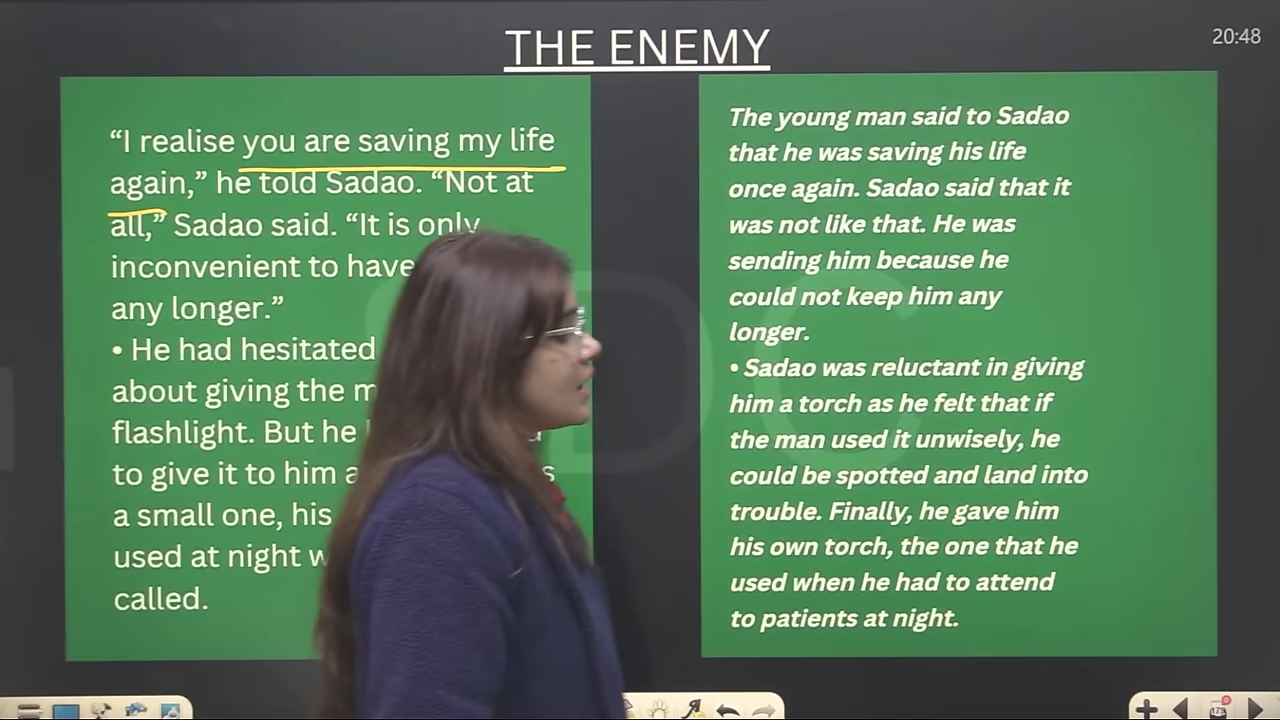 THE ENEMY
20:48
“I realise you are saving my life
again,” he told Sadao. “Not at
all,” Sadao said. “It is only
inconvenient to have
any longer.”
• He had hesitated
about giving the
flashlight. But he
to give it to him
a small one, his
used at night
called.
The young man said to Sadao
that he was saving his life
once again. Sadao said that it
was not like that. He was
sending him because he
could not keep him any
longer.
• Sadao was reluctant in giving
him a torch as he felt that if
the man used it unwisely, he
could be spotted and land into
trouble. Finally, he gave him
his own torch, the one that he
used when he had to attend
to patients at night.